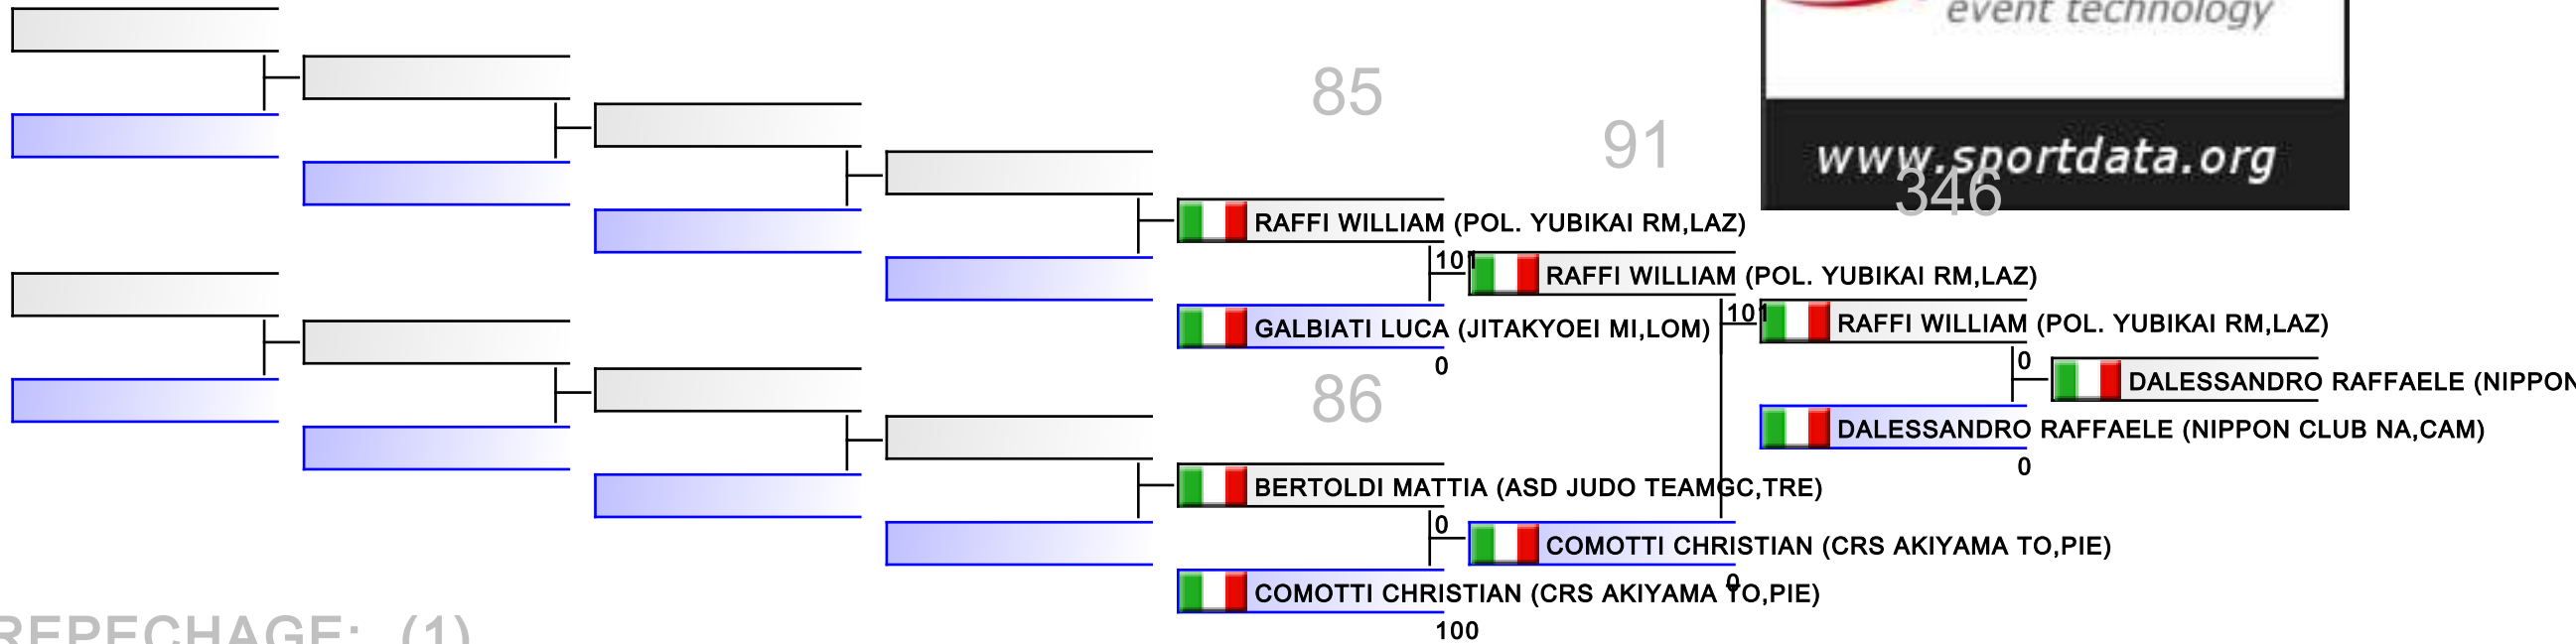 event technology
85
91
www.sportdata.org
346
RAFFI WILLIAM (POL. YUBIKAI RM,LAZ)
101
RAFFI WILLIAM (POL. YUBIKAI RM,LAZ)
GALBIATI LUCA (JITAKYOEI MI,LOM)
101
RAFFI WILLIAM (POL. YUBIKAI RM,LAZ)
0
0
DALESSANDRO RAFFAELE (NIPPON
86
DALESSANDRO RAFFAELE (NIPPON CLUB NA,CAM)
0
BERTOLDI MATTIA (ASD JUDO TEAMGC,TRE)
0
COMOTTI CHRISTIAN (CRS AKIYAMA TO,PIE)
0
COMOTTI CHRISTIAN (CRS AKIYAMA TO,PIE)
100
REPECHAGE: (1)